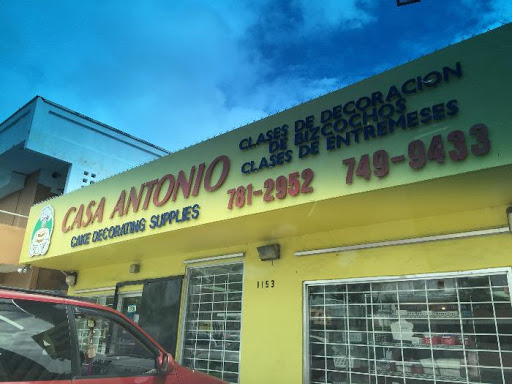 CASA ANTONIO
CAKE DECORATING SUPPLIES
CLASES DE DECORACION
DE BIZCOCHOS
CLASES DE ENTREMESES
781-2952 749-9433
1153